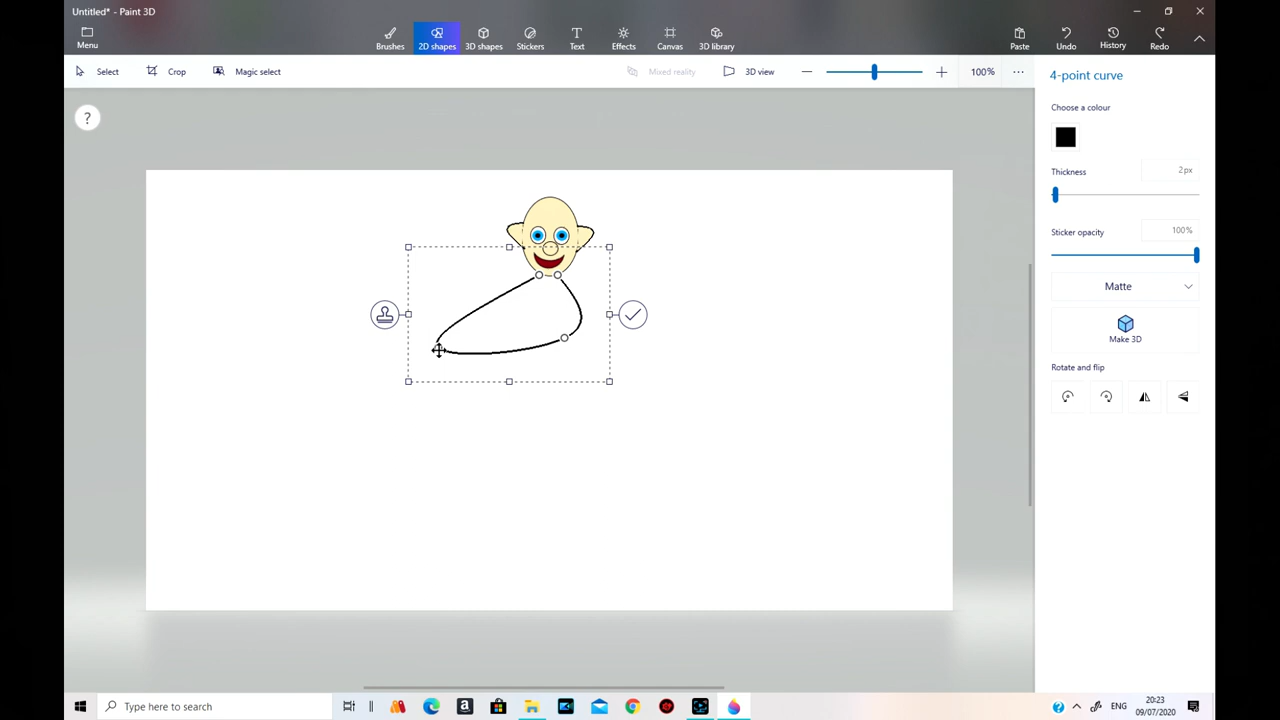 Untitled* - Paint 3D
Menu
Brushes
2D shapes
3D shapes
Stickers
Text
Effects
Canvas
3D library
Paste
Undo
History
Redo
Select
Crop
Magic select
Mixed reality
3D view
100%
4-point curve
?
Choose a colour
Thickness
2px
Sticker opacity
100%
Matte
Make 3D
Rotate and flip
Type here to search
ENG
20:23
09/07/2020